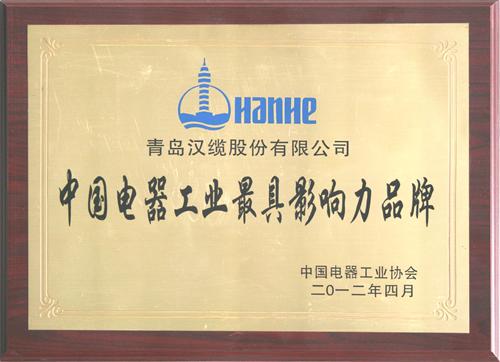 HanHe
青岛汉缆股份有限公司
中国电器工业最具影响力品牌
中国电器工业协会
二〇一二年四月